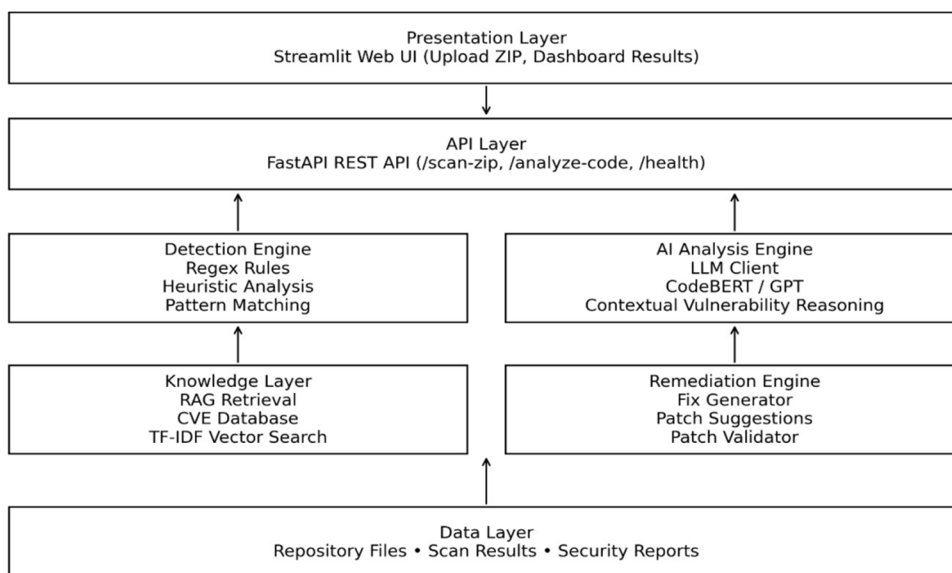 Presentation Layer
Streamlit Web UI (Upload ZIP, Dashboard Results)
API Layer
FastAPI REST API (/scan-zip, /analyze-code, /health)
Detection Engine
Regex Rules
Heuristic Analysis
Pattern Matching
AI Analysis Engine
LLM Client
CodeBERT / GPT
Contextual Vulnerability Reasoning
Knowledge Layer
RAG Retrieval
CVE Database
TF-IDF Vector Search
Remediation Engine
Fix Generator
Patch Suggestions
Patch Validator
Data Layer
Repository Files • Scan Results • Security Reports